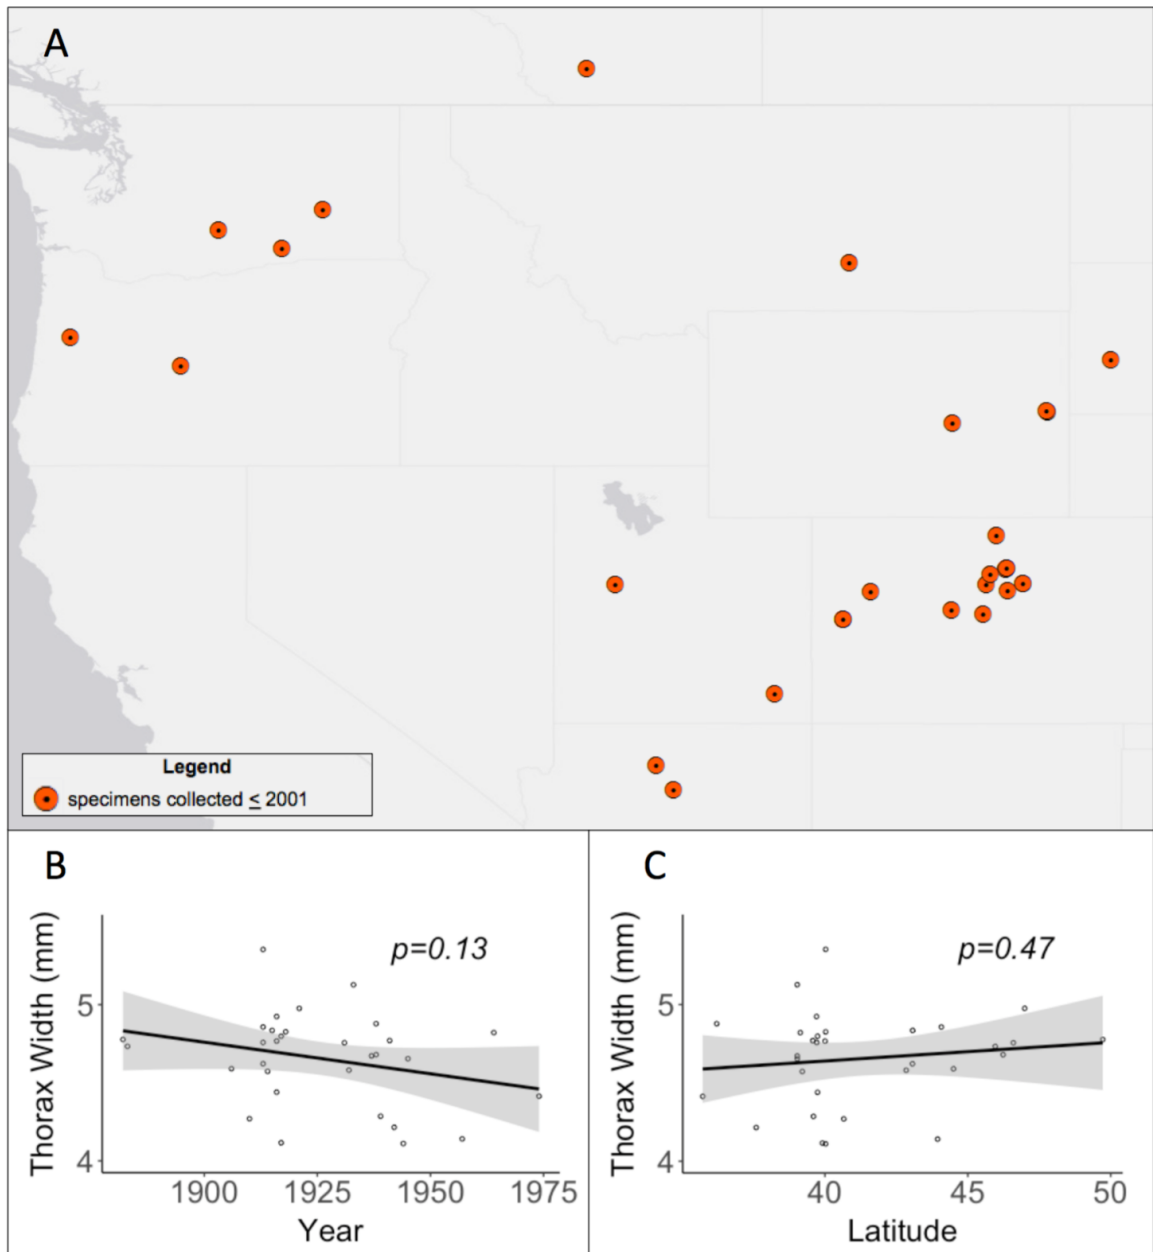 A
Legend
specimens collected ≤ 2001
B
p=0.13
5
4
Thorax Width (mm)
1900 1925 1950 1975
Year
C
p=0.47
5
4
Thorax Width (mm)
40 45 50
Latitude